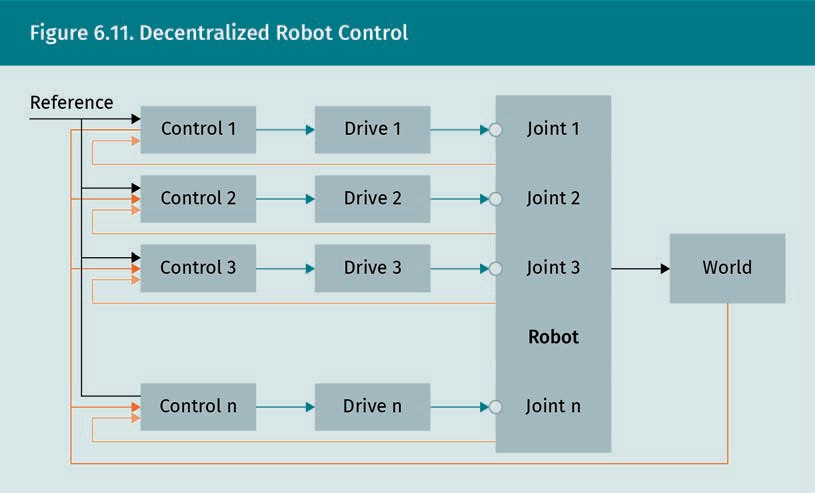 Figure 6.11. Decentralized Robot Control
Reference
Control 1
Drive 1
Joint 1
Control 2
Drive 2
Joint 2
Control 3
Drive 3
Joint 3
World
Robot
Control n
Drive n
Joint n